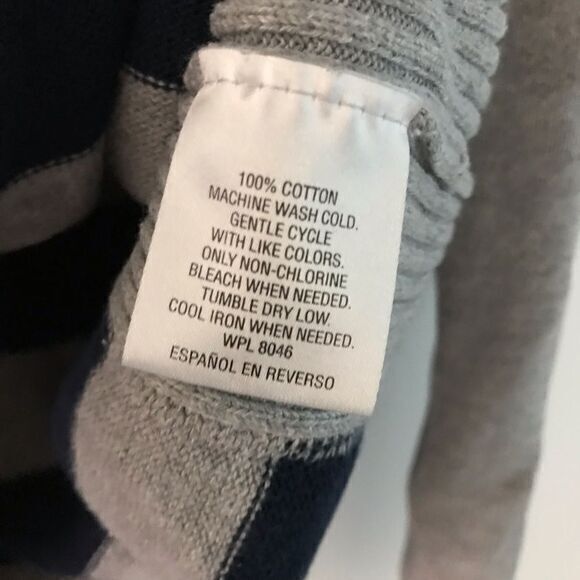 100% COTTON
MACHINE WASH COLD.
GENTLE CYCLE
WITH LIKE COLORS.
ONLY NON-CHLORINE
BLEACH WHEN NEEDED.
TUMBLE DRY LOW.
COOL IRON WHEN NEEDED.
WPL 8046
ESPAÑOL EN REVERSO